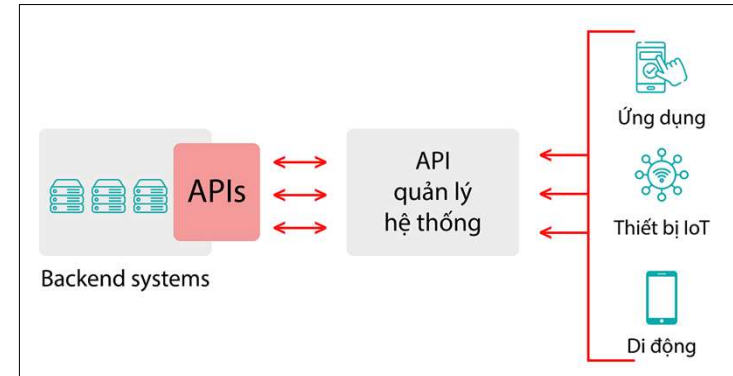 APIs
Backend systems
API
quản lý
hệ thống
Ứng dụng
Thiết bị IoT
Di động